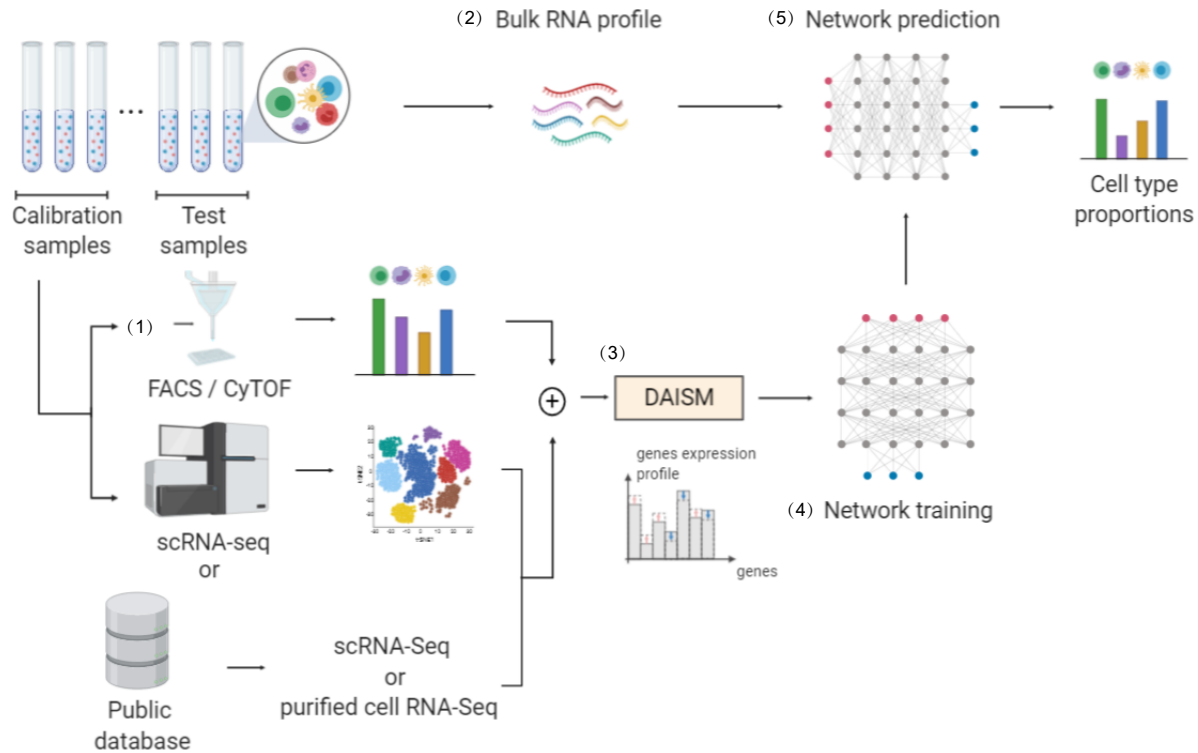 (2) Bulk RNA profile
(5) Network prediction
...
Calibration
samples
Test
samples
Cell type
proportions
(1)
FACS / CyTOF
(3)
DAISM
genes expression
profile
genes
(4) Network training
scRNA-seq
or
Public
database
scRNA-Seq
or
purified cell RNA-Seq